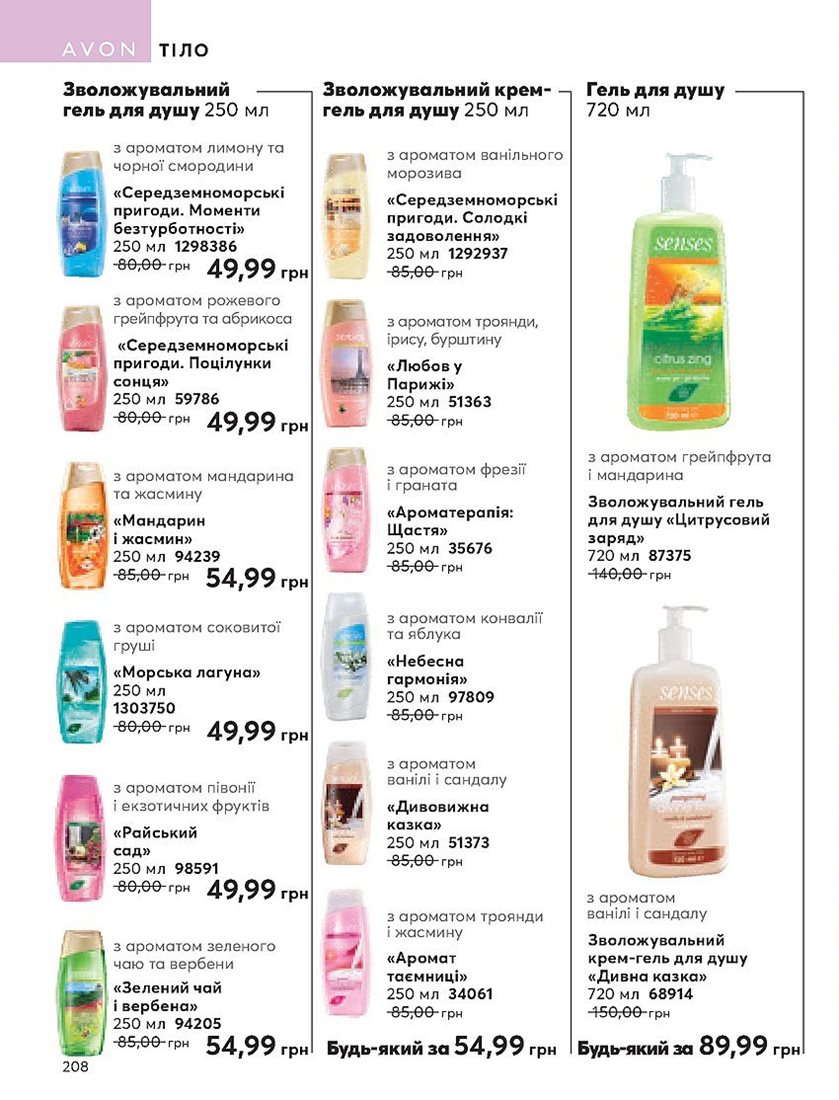 AVON ТІЛО
Зволожувальний
гель для душу 250 мл
з ароматом лимону та
чорної смородини
«Середземноморські
пригоди. Моменти
безтурботності»
250 мл 1298386
80,00 грн 49,99 грн
з ароматом рожевого
грейпфрута та абрикоса
«Середземноморські
пригоди. Поцілунки
сонця»
250 мл 59786
80,00 грн 49,99 грн
з ароматом мандарина
та жасмину
«Мандарин
і жасмин»
250 мл 94239
85,00 грн 54,99 грн
з ароматом соковитої
груші
«Морська лагуна»
250 мл
1303750
80,00 грн 49,99 грн
з ароматом півонії
і екзотичних фруктів
«Райський
сад»
250 мл 98591
80,00 грн 49,99 грн
з ароматом зеленого
чаю та вербени
«Зелений чай
і вербена»
250 мл 94205
85,00 грн 54,99 грн
208
Зволожувальний крем-
гель для душу 250 мл
з ароматом ванільного
морозива
«Середземноморські
пригоди. Солодкі
задоволення»
250 мл 1292937
85,00 грн
з ароматом троянди,
ірису, бурштину
«Любов у
Парижі»
250 мл 51363
85,00 грн
з ароматом фрезії
і граната
«Ароматерапія:
Щастя»
250 мл 35676
85,00 грн
з ароматом конвалії
та яблука
«Небесна
гармонія»
250 мл 97809
85,00 грн
з ароматом
ванілі і сандалу
«Дивовижна
казка»
250 мл 51373
85,00 грн
з ароматом троянди
і жасмину
«Аромат
таємниці»
250 мл 34061
85,00 грн
Будь-який за 54,99 грн
Гель для душу
720 мл
senses
citrus zing
з ароматом грейпфрута
і мандарина
Зволожувальний гель
для душу «Цитрусовий
заряд»
720 мл 87375
140,00 грн
senses
з ароматом
ванілі і сандалу
Зволожувальний
крем-гель для душу
«Дивна казка»
720 мл 68914
150,00 грн
Будь-який за 89,99 грн